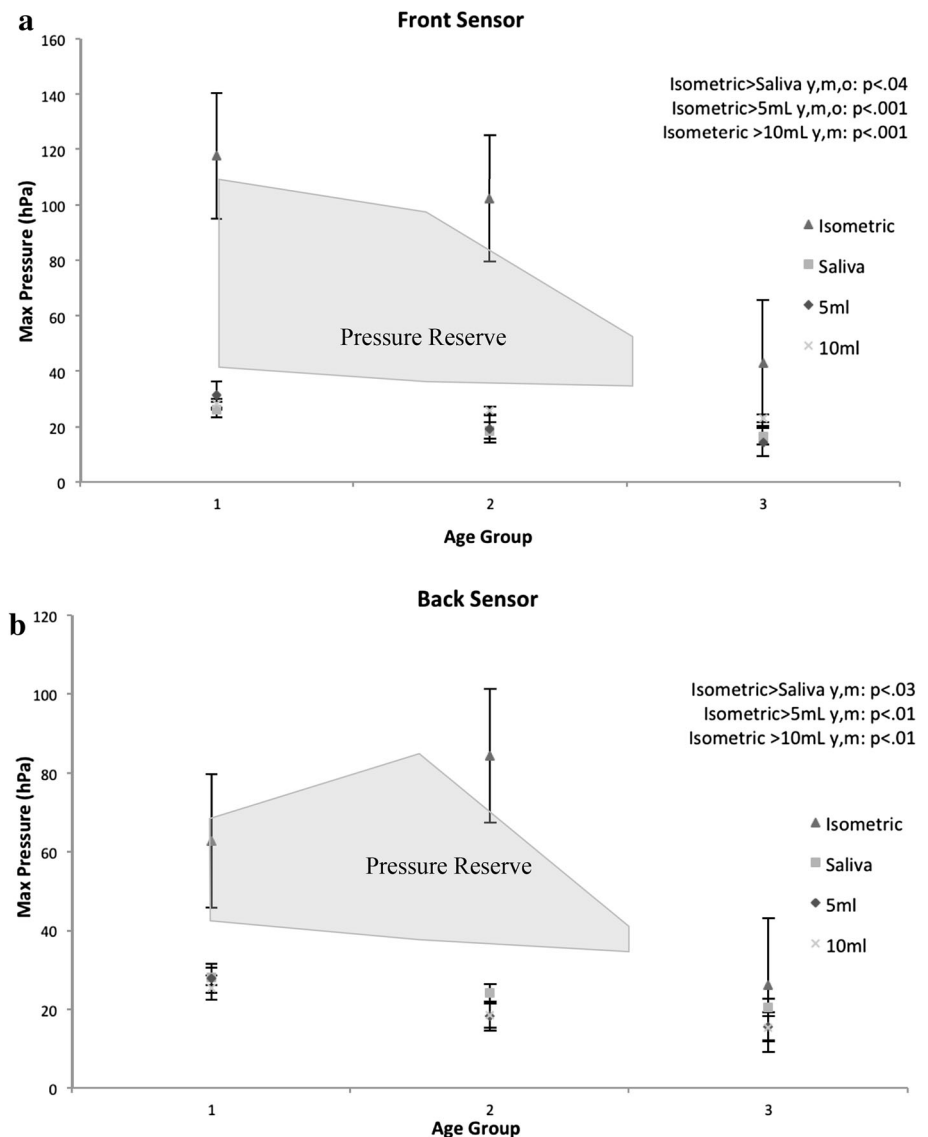 a
Front Sensor
160
140
120
100
80
60
40
20
0
Max Pressure (hPa)
Isometric>Saliva y,m,o: p<.04
Isometric>5mL y,m,o: p<.001
Isometeric >10mL y,m: p<.001
Isometric
Saliva
5ml
10ml
Pressure Reserve
1 2 3
Age Group
b
Back Sensor
120
100
80
60
40
20
0
Max Pressure (hPa)
Isometric>Saliva y,m: p<.03
Isometric>5mL y,m: p<.01
Isometric >10mL y,m: p<.01
Isometric
Saliva
5ml
10ml
Pressure Reserve
1 2 3
Age Group